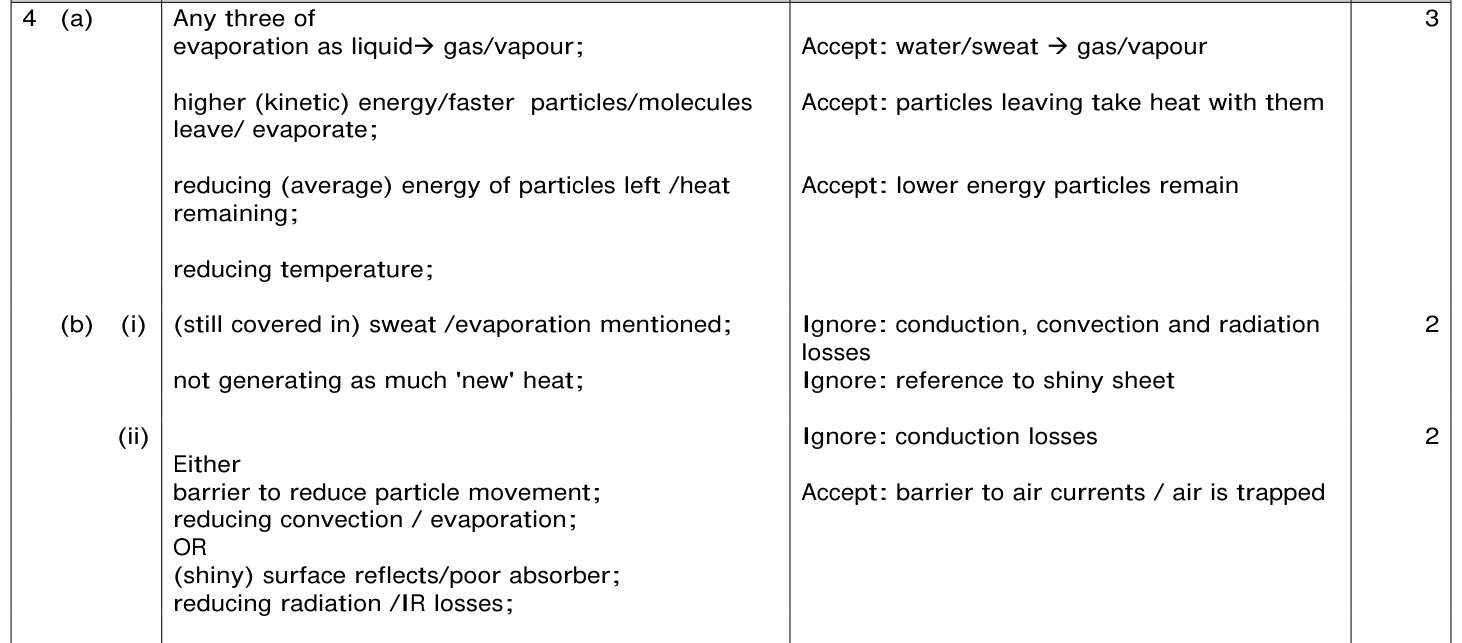 4 (a) Any three of 3
evaporation as liquid→ gas/vapour; Accept: water/sweat → gas/vapour
higher (kinetic) energy/faster particles/molecules Accept: particles leaving take heat with them
leave/ evaporate;
reducing (average) energy of particles left /heat Accept: lower energy particles remain
remaining;
reducing temperature;
(b) (i) (still covered in) sweat /evaporation mentioned; Ignore: conduction, convection and radiation 2
losses
not generating as much 'new' heat; Ignore: reference to shiny sheet
(ii) Ignore: conduction losses 2
Either
barrier to reduce particle movement; Accept: barrier to air currents / air is trapped
reducing convection / evaporation;
OR
(shiny) surface reflects/poor absorber;
reducing radiation /IR losses;